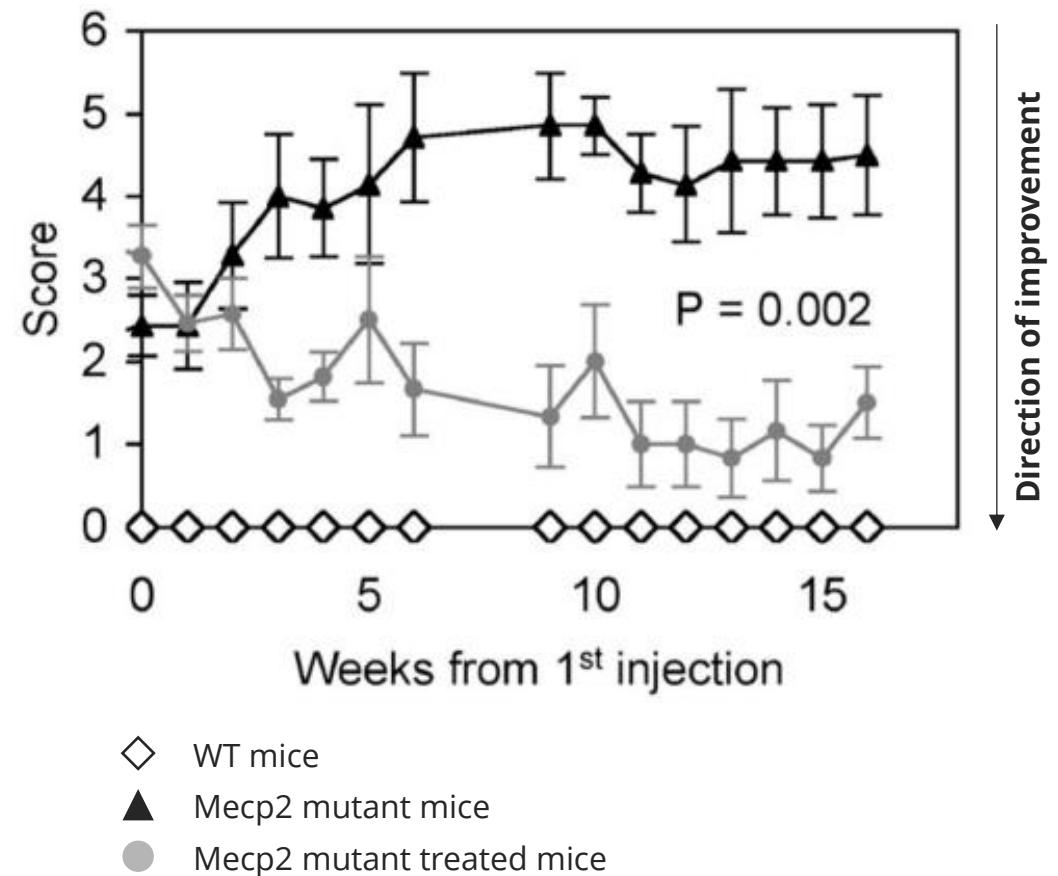 6
5
4
3
2
1
0
Score
P = 0.002
Direction of improvement
0 5 10 15
Weeks from 1st injection
WT mice
Mecp2 mutant mice
Mecp2 mutant treated mice